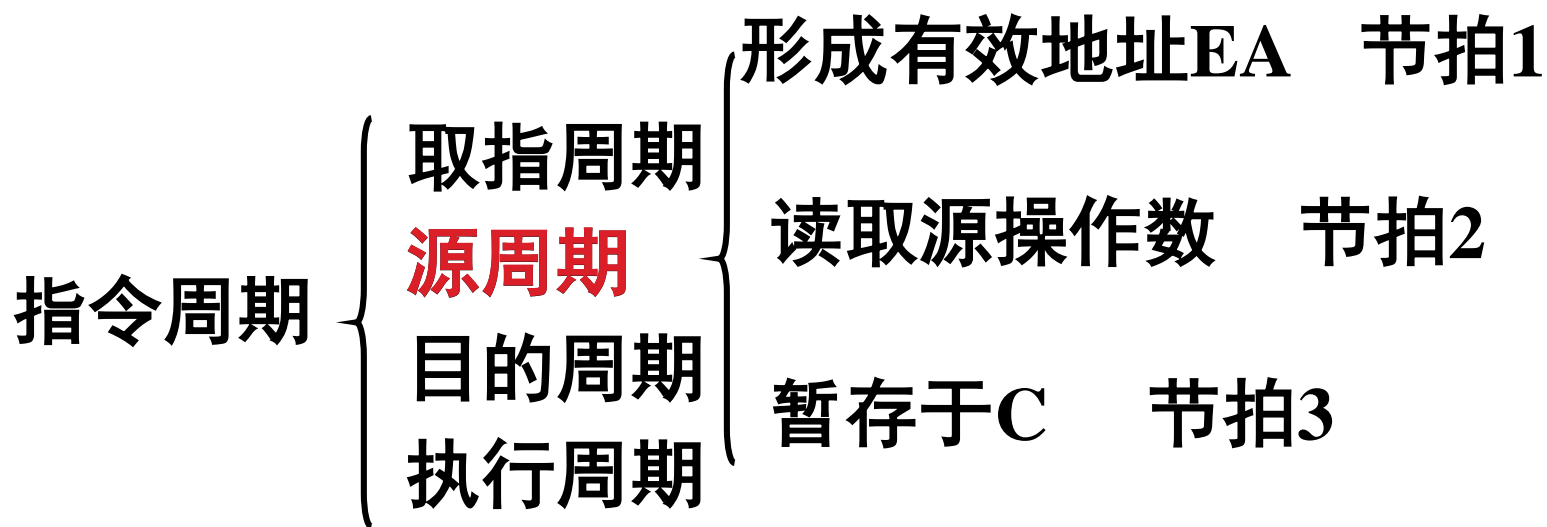 指令周期
取指周期
源周期
目的周期
执行周期
形成有效地址EA 节拍1
读取源操作数 节拍2
暂存于C 节拍3